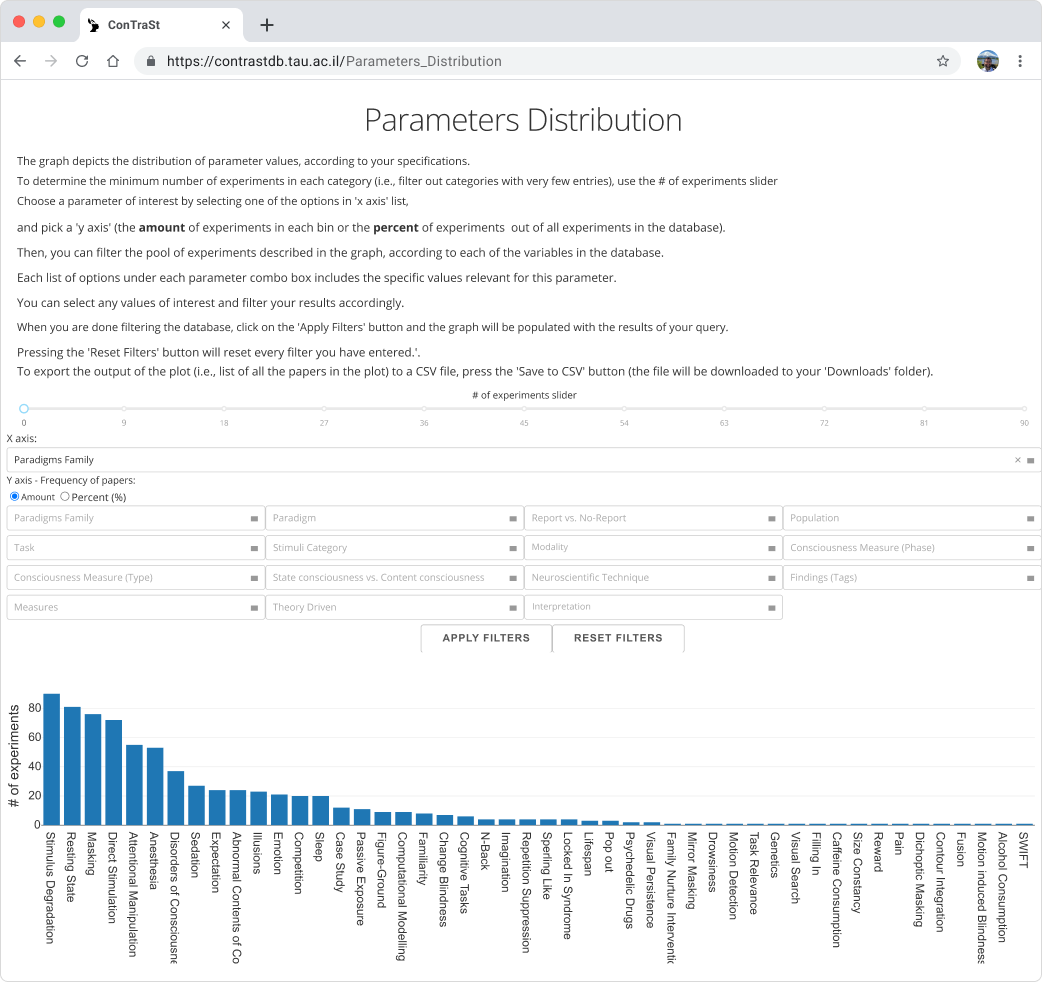 ConTraSt
https://contrastdb.tau.ac.il/Parameters_Distribution
Parameters Distribution
The graph depicts the distribution of parameter values, according to your specifications.
To determine the minimum number of experiments in each category (i.e., filter out categories with very few entries), use the # of experiments slider
Choose a parameter of interest by selecting one of the options in 'x axis' list,
and pick a 'y axis' (the amount of experiments in each bin or the percent of experiments out of all experiments in the database).
Then, you can filter the pool of experiments described in the graph, according to each of the variables in the database.
Each list of options under each parameter combo box includes the specific values relevant for this parameter.
You can select any values of interest and filter your results accordingly.
When you are done filtering the database, click on the 'Apply Filters' button and the graph will be populated with the results of your query.
Pressing the 'Reset Filters' button will reset every filter you have entered.'.
To export the output of the plot (i.e., list of all the papers in the plot) to a CSV file, press the 'Save to CSV' button (the file will be downloaded to your 'Downloads' folder).
# of experiments slider
0 9 18 27 36 45 54 63 72 81 90
X axis:
Paradigms Family
Y axis - Frequency of papers:
Amount Percent (%)
Paradigms Family Paradigm Report vs. No-Report Population
Task Stimuli Category Modality Consciousness Measure (Phase)
Consciousness Measure (Type) State consciousness vs. Content consciousness Neuroscientific Technique Findings (Tags)
Measures Theory Driven Interpretation
APPLY FILTERS RESET FILTERS
# of experiments
80
60
40
20
0
Stimulus Degradation
Resting State
Masking
Direct Stimulation
Attentional Manipulation
Anesthesia
Disorders of Consciousne
Sedation
Expectation
Abnormal Contents of Co
Illusions
Emotion
Competition
Sleep
Case Study
Passive Exposure
Figure-Ground
Computational Modelling
Familiarity
Change Blindness
Cognitive Tasks
N-Back
Imagination
Repetition Suppression
Sperling Like
Locked In Syndrome
Lifespan
Pop out
Psychedelic Drugs
Visual Persistence
Family Nurture Interventic
Mirror Masking
Drowsiness
Motion Detection
Task Relevance
Genetics
Visual Search
Filling In
Caffeine Consumption
Size Constancy
Reward
Pain
Dichoptic Masking
Contour Integration
Fusion
Motion induced Blindness
Alcohol Consumption
SWIFT